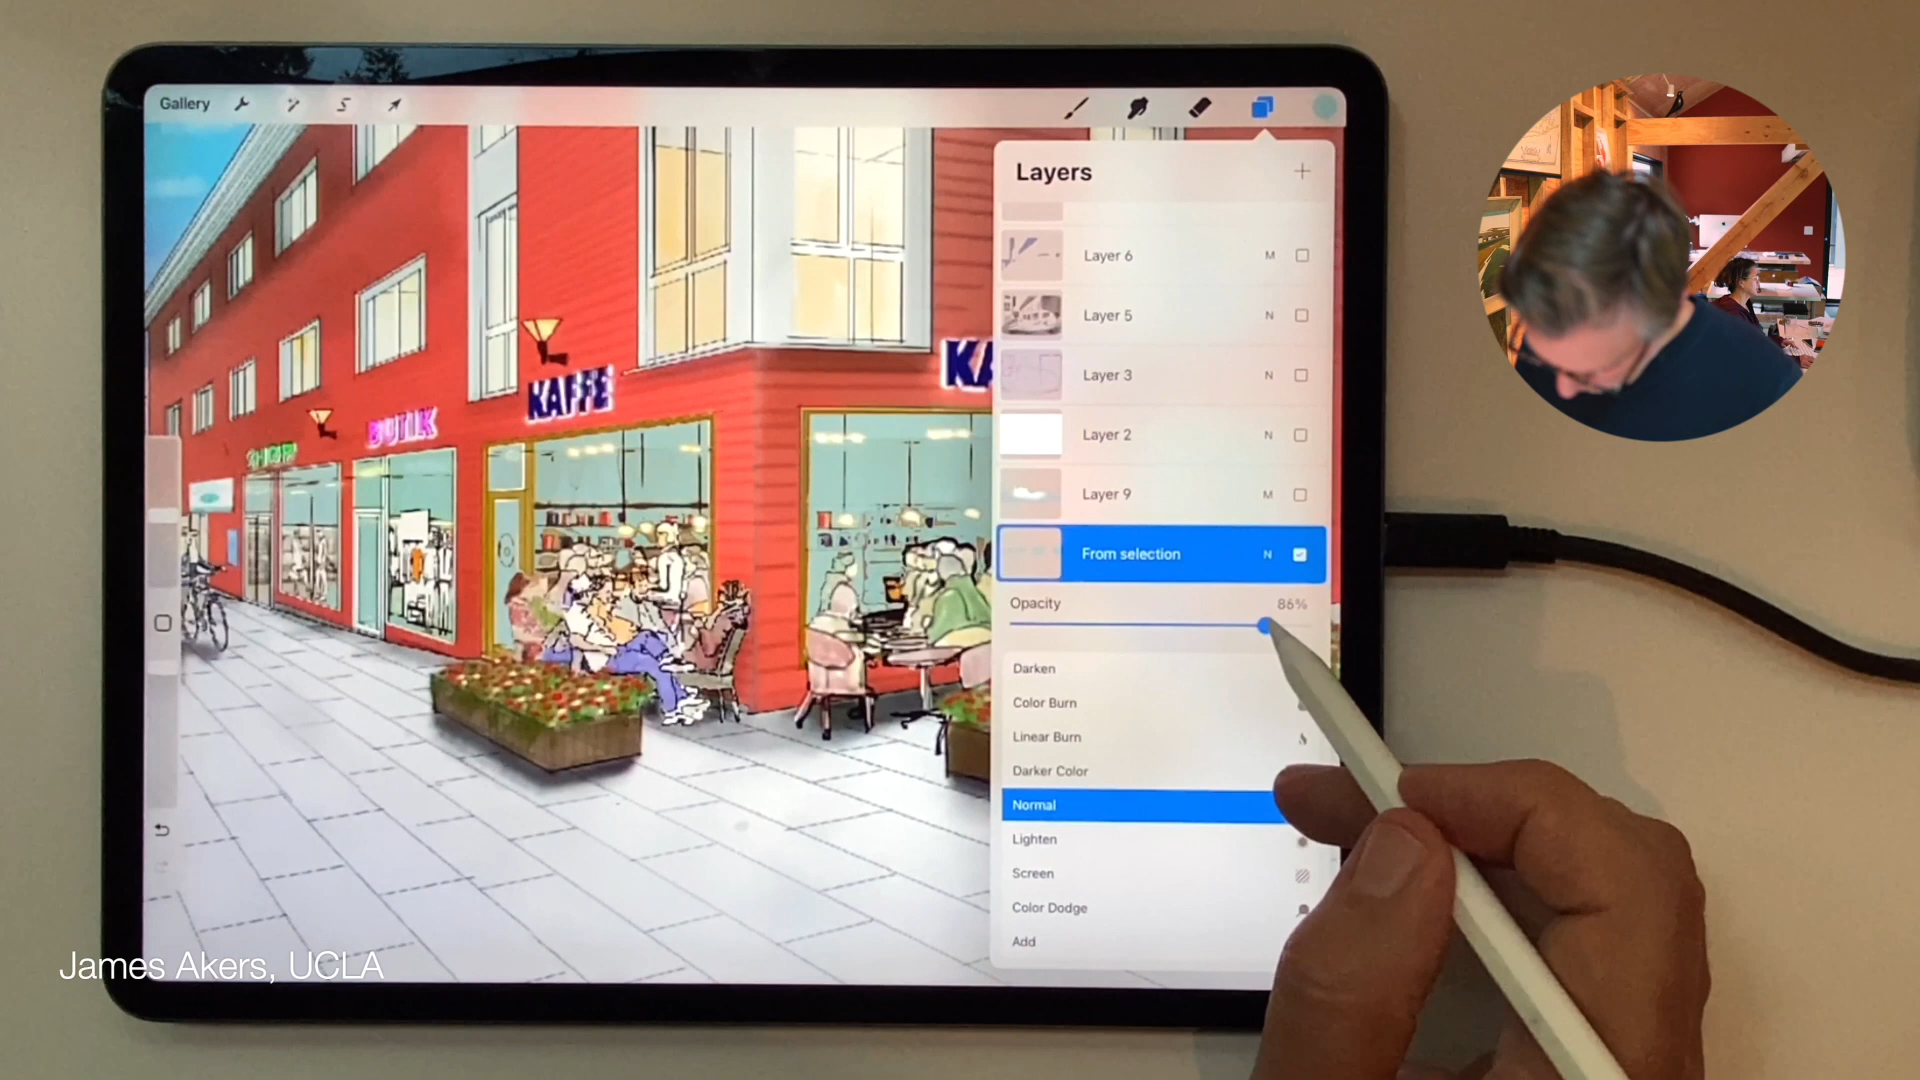 Gallery
Layers
Layer 6 M
Layer 5 N
Layer 3 N
Layer 2 N
Layer 9 M
From selection N
Opacity 86%
Darken
Color Burn
Linear Burn
Darker Color
Normal
Lighten
Screen
Color Dodge
Add
KAFFE
KA
BUTIK
James Akers, UCLA